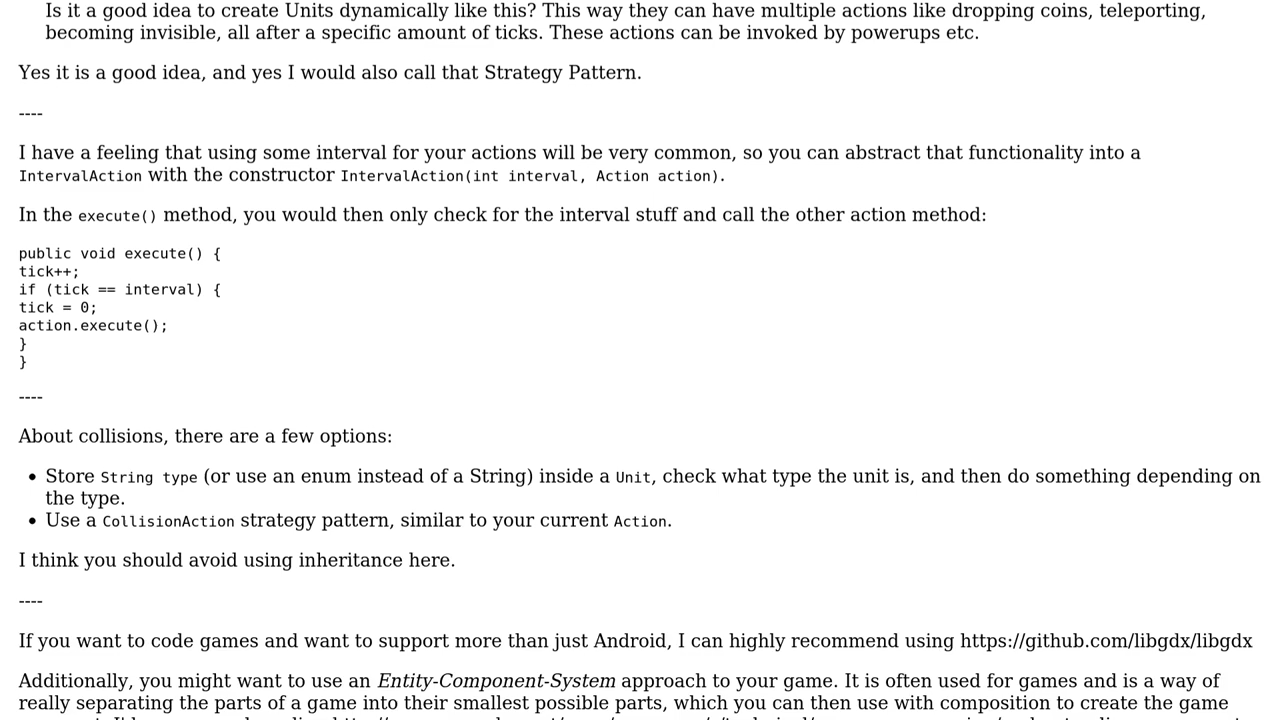 Is it a good idea to create Units dynamically like this? This way they can have multiple actions like dropping coins, teleporting,
becoming invisible, all after a specific amount of ticks. These actions can be invoked by powerups etc.
Yes it is a good idea, and yes I would also call that Strategy Pattern.
----
I have a feeling that using some interval for your actions will be very common, so you can abstract that functionality into a
IntervalAction with the constructor IntervalAction(int interval, Action action).
In the execute() method, you would then only check for the interval stuff and call the other action method:
public void execute() {
tick++;
if (tick == interval) {
tick = 0;
action.execute();
}
}
----
About collisions, there are a few options:
• Store String type (or use an enum instead of a String) inside a Unit, check what type the unit is, and then do something depending on
the type.
• Use a CollisionAction strategy pattern, similar to your current Action.
I think you should avoid using inheritance here.
----
If you want to code games and want to support more than just Android, I can highly recommend using https://github.com/libgdx/libgdx
Additionally, you might want to use an Entity-Component-System approach to your game. It is often used for games and is a way of
really separating the parts of a game into their smallest possible parts, which you can then use with composition to create the game